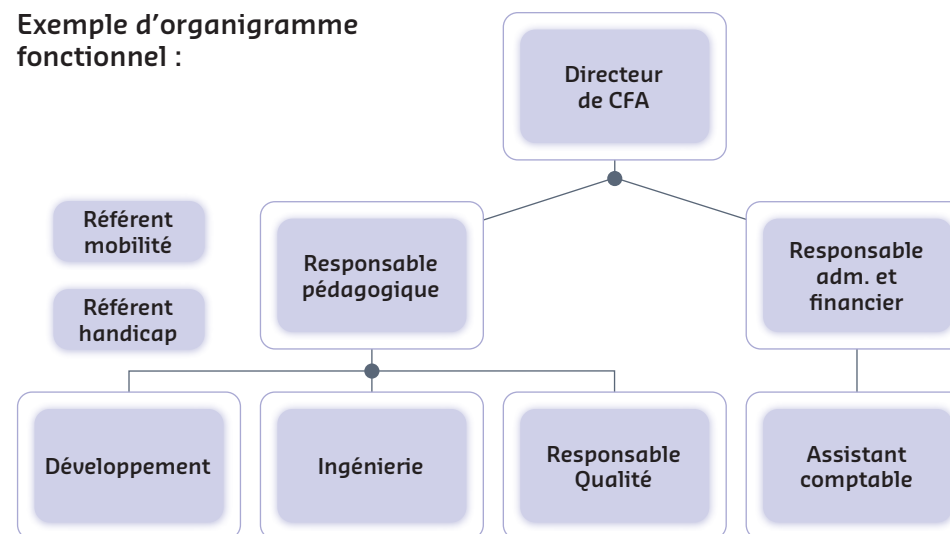 Exemple d'organigramme
fonctionnel :
Directeur
de CFA
Référent
mobilité
Référent
handicap
Responsable
pédagogique
Responsable
adm. et
financier
Développement
Ingénierie
Responsable
Qualité
Assistant
comptable